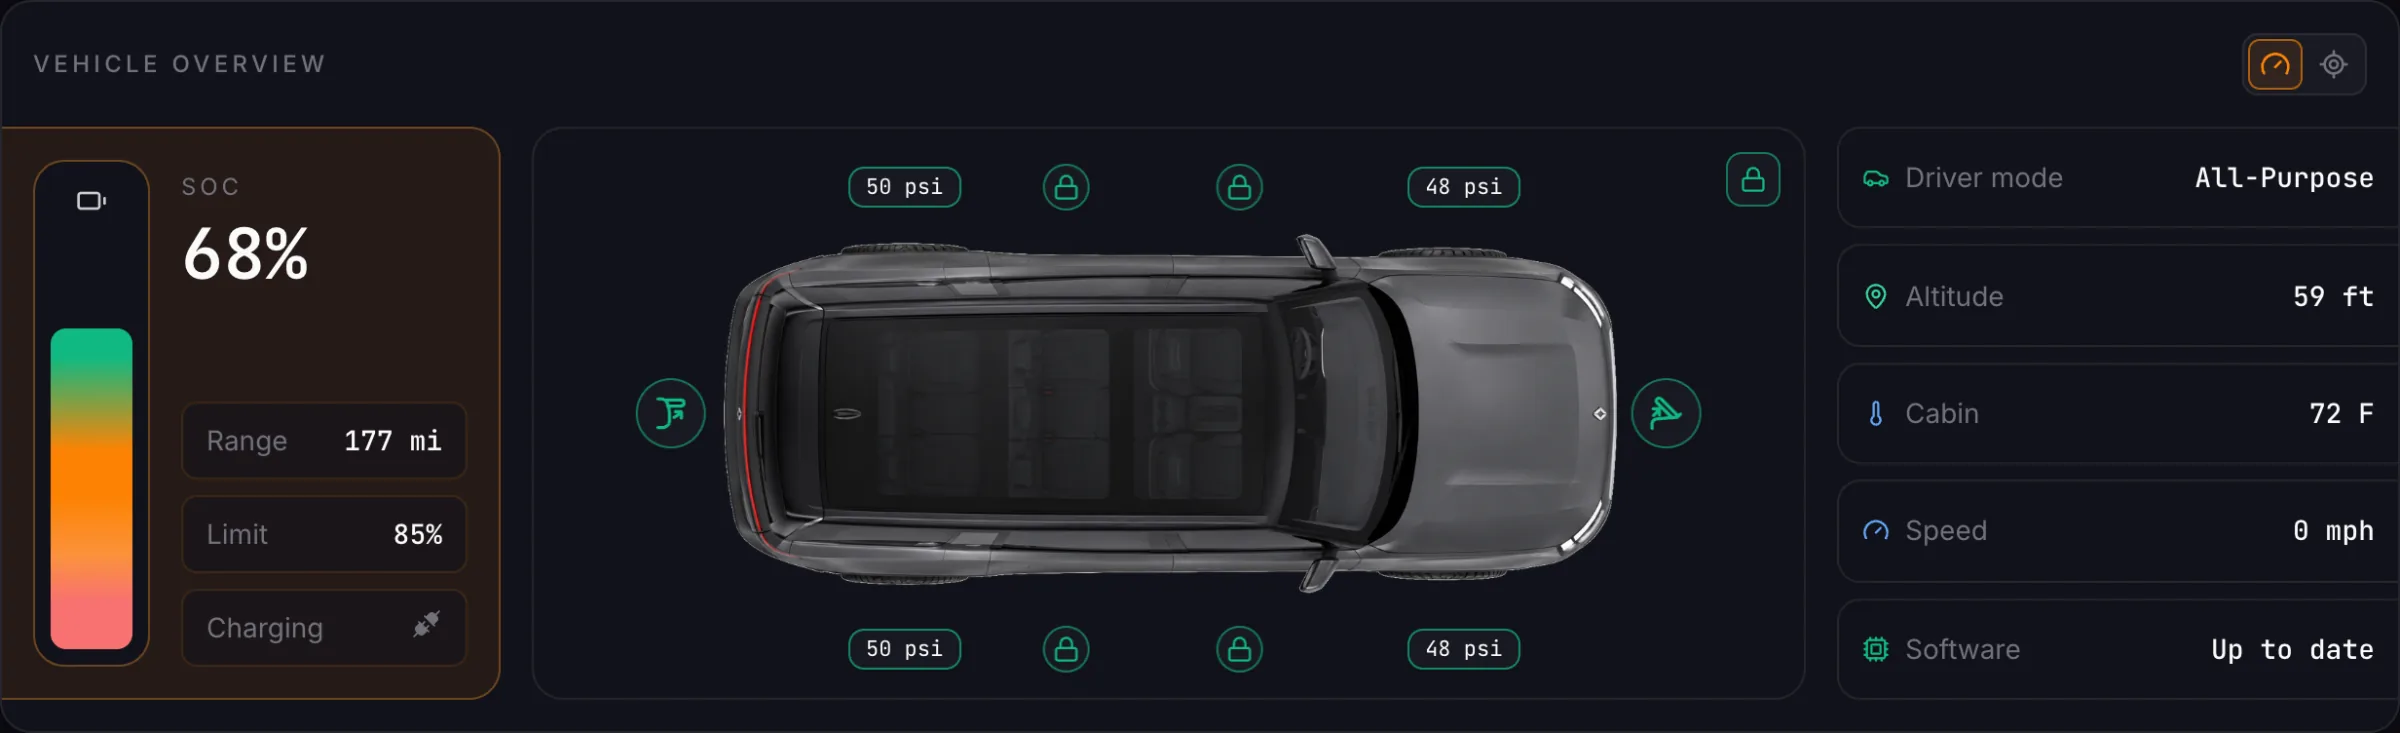 VEHICLE OVERVIEW
SOC
68%
Range 177 mi
Limit 85%
Charging
50 psi
48 psi
50 psi
48 psi
Driver mode All-Purpose
Altitude 59 ft
Cabin 72 F
Speed 0 mph
Software Up to date